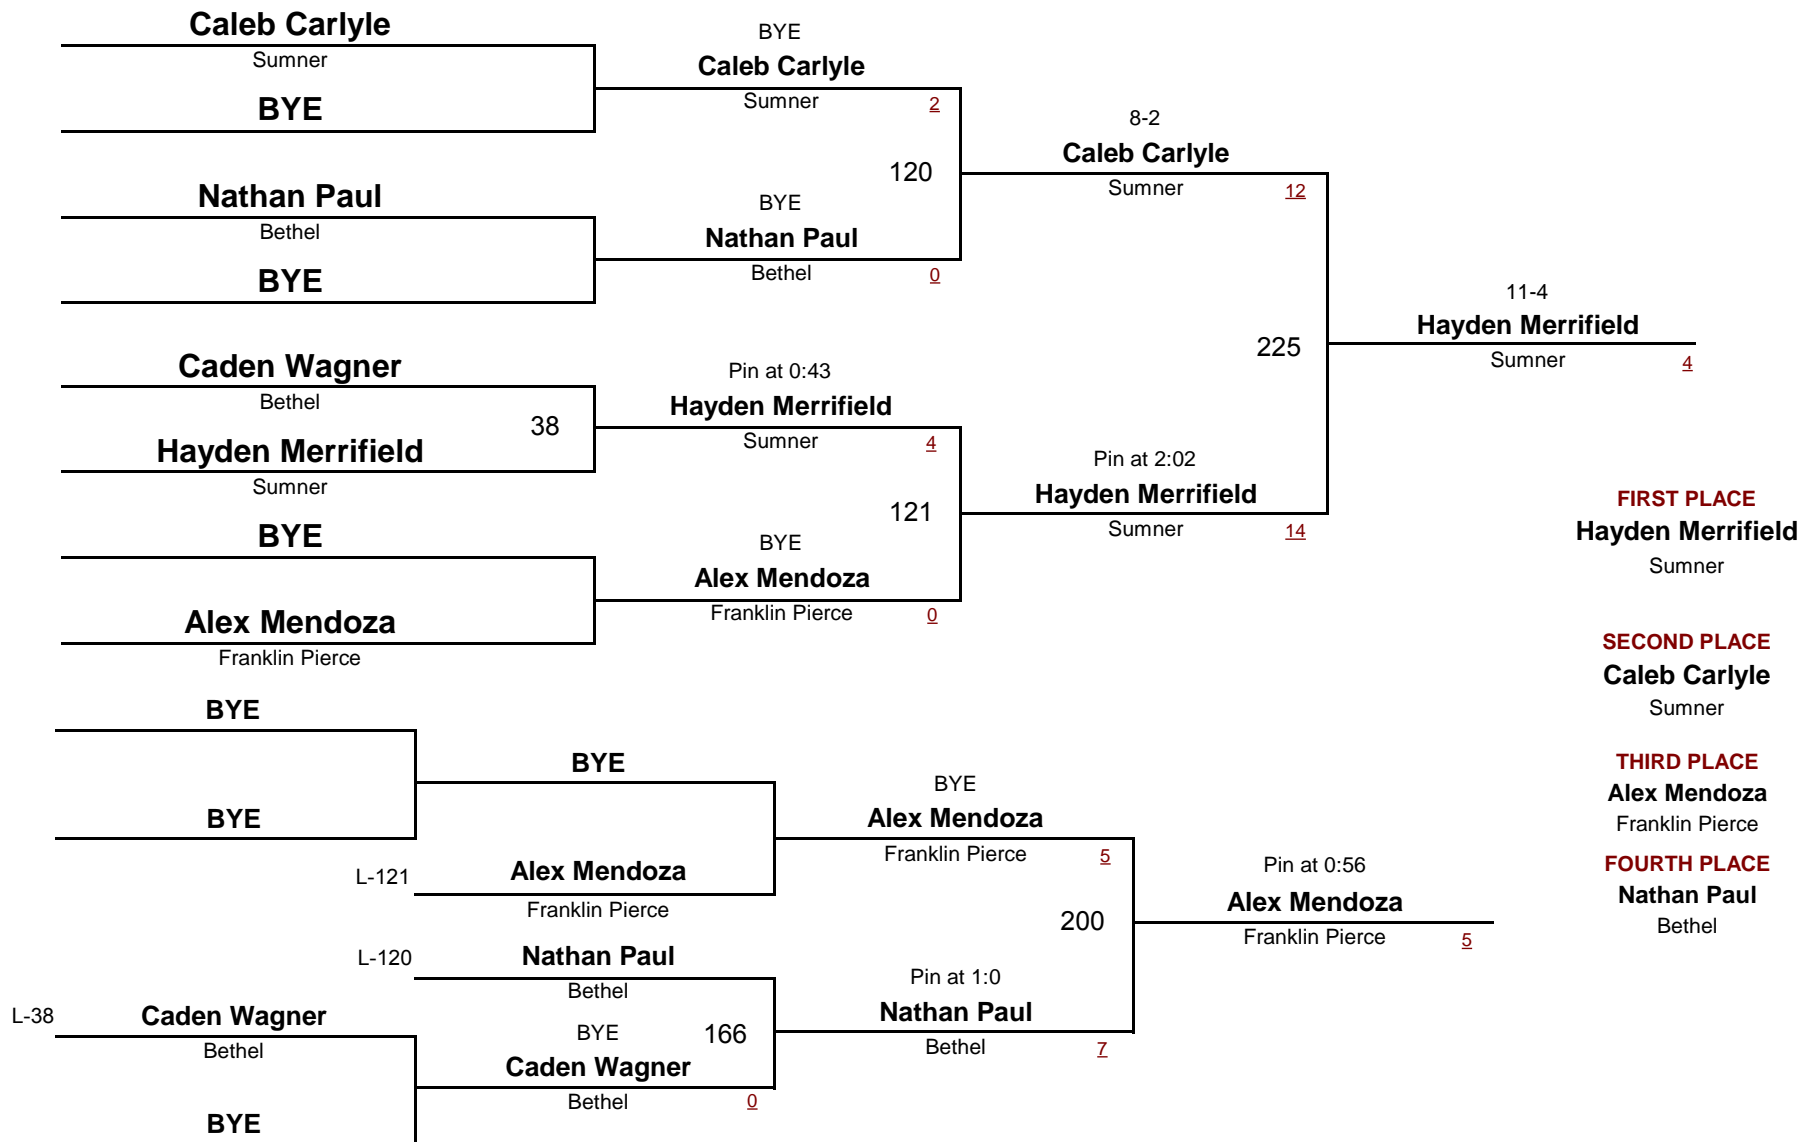 Caleb Carlyle
Sumner
BYE
BYE
Caleb Carlyle
Sumner
2
120
Nathan Paul
Bethel
BYE
BYE
Nathan Paul
Bethel
0
8-2
Caleb Carlyle
Sumner
12
Caden Wagner
Bethel
38
Hayden Merrifield
Sumner
Pin at 0:43
Hayden Merrifield
Sumner
4
121
BYE
Alex Mendoza
Franklin Pierce
BYE
Alex Mendoza
Franklin Pierce
0
Pin at 2:02
Hayden Merrifield
Sumner
14
225
11-4
Hayden Merrifield
Sumner
4
FIRST PLACE
Hayden Merrifield
Sumner
SECOND PLACE
Caleb Carlyle
Sumner
THIRD PLACE
Alex Mendoza
Franklin Pierce
FOURTH PLACE
Nathan Paul
Bethel
BYE
BYE
BYE
L-121
Alex Mendoza
Franklin Pierce
BYE
Alex Mendoza
Franklin Pierce
5
L-120
Nathan Paul
Bethel
L-38
Caden Wagner
Bethel
BYE
BYE
Caden Wagner
Bethel
0
166
Pin at 1:0
Nathan Paul
Bethel
7
200
Pin at 0:56
Alex Mendoza
Franklin Pierce
5